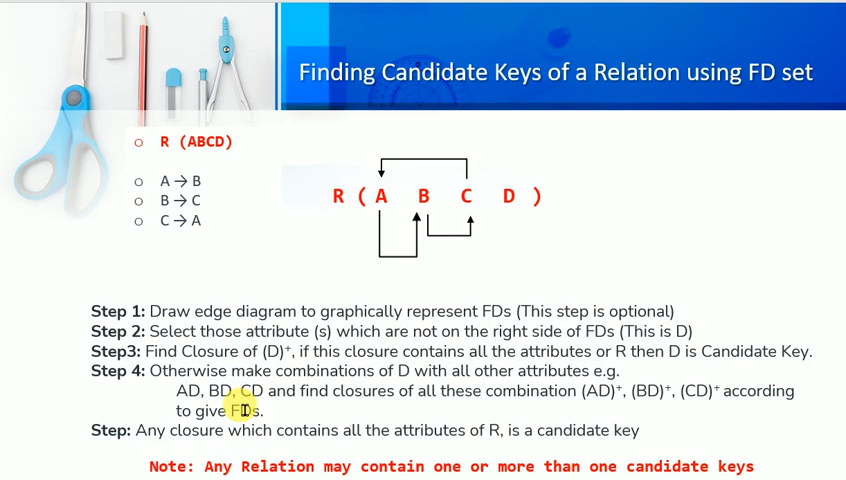 Finding Candidate Keys of a Relation using FD set
o R (ABCD)
o A → B
o B → C
o C → A
R ( A B C D )
Step 1: Draw edge diagram to graphically represent FDs (This step is optional)
Step 2: Select those attribute (s) which are not on the right side of FDs (This is D)
Step3: Find Closure of (D)⁺, if this closure contains all the attributes or R then D is Candidate Key.
Step 4: Otherwise make combinations of D with all other attributes e.g.
AD, BD, CD and find closures of all these combination (AD)⁺, (BD)⁺, (CD)⁺ according
to give FDs.
Step: Any closure which contains all the attributes of R, is a candidate key
Note: Any Relation may contain one or more than one candidate keys